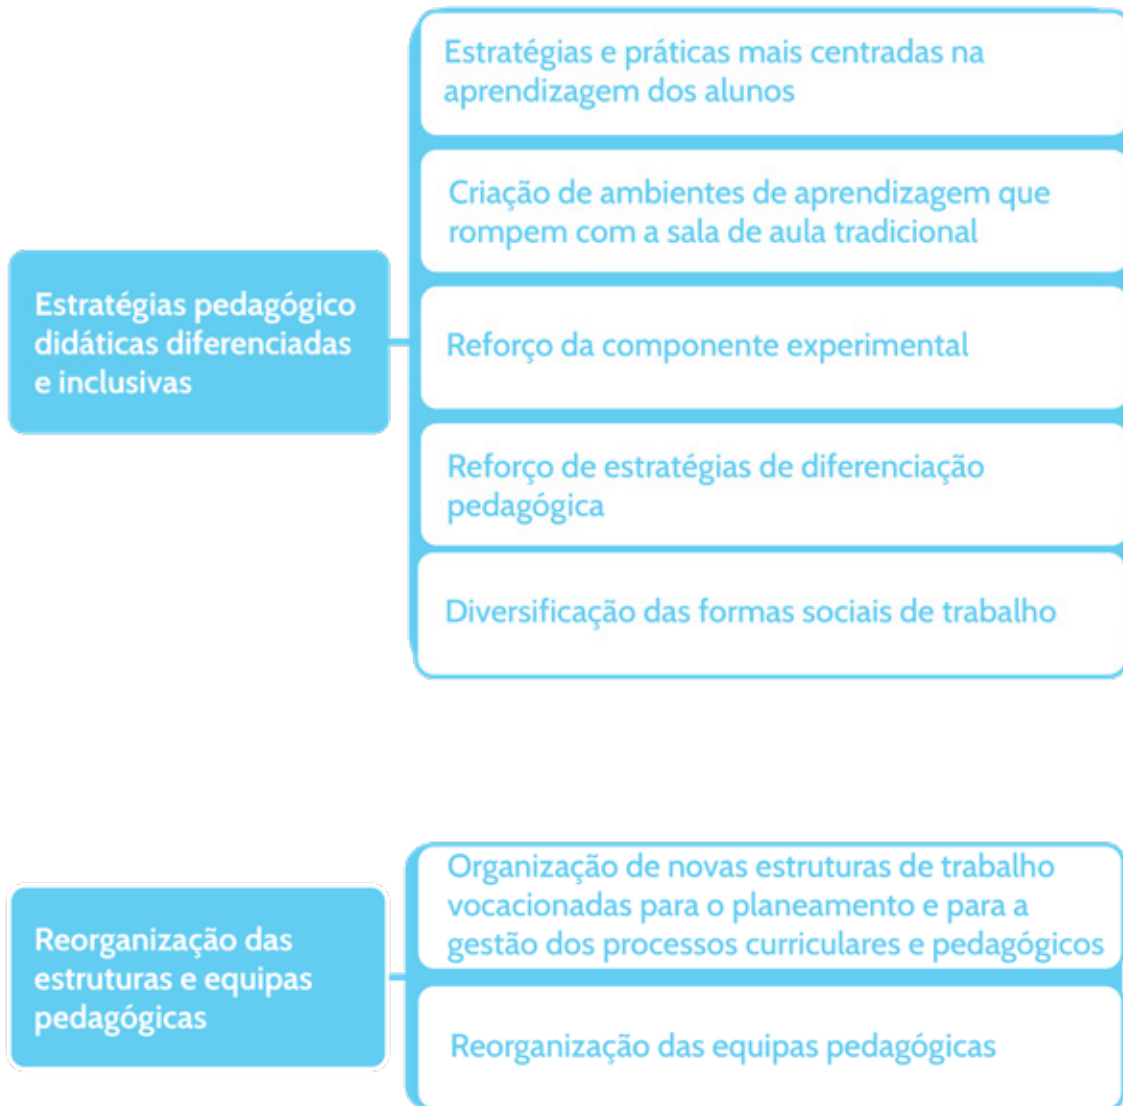 Estratégias pedagógico
didáticas diferenciadas
e inclusivas
Estratégias e práticas mais centradas na
aprendizagem dos alunos
Criação de ambientes de aprendizagem que
rompem com a sala de aula tradicional
Reforço da componente experimental
Reforço de estratégias de diferenciação
pedagógica
Diversificação das formas sociais de trabalho
Reorganização das
estruturas e equipas
pedagógicas
Organização de novas estruturas de trabalho
vocacionadas para o planeamento e para a
gestão dos processos curriculares e pedagógicos
Reorganização das equipas pedagógicas